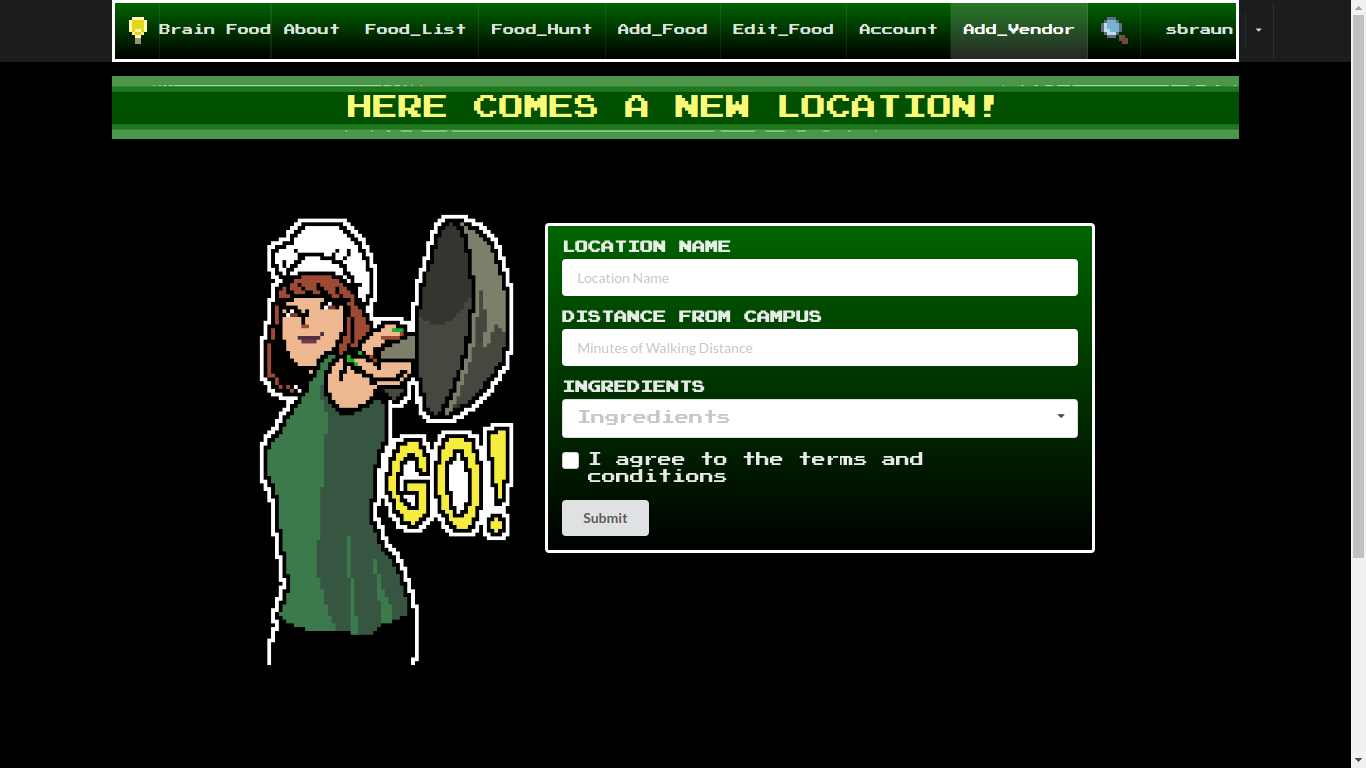 Brain Food About Food_List Food_Hunt Add_Food Edit_Food Account Add_Vendor sbraun
HERE COMES A NEW LOCATION!
LOCATION NAME
Location Name
DISTANCE FROM CAMPUS
Minutes of Walking Distance
INGREDIENTS
Ingredients
I agree to the terms and
conditions
Submit
GO!